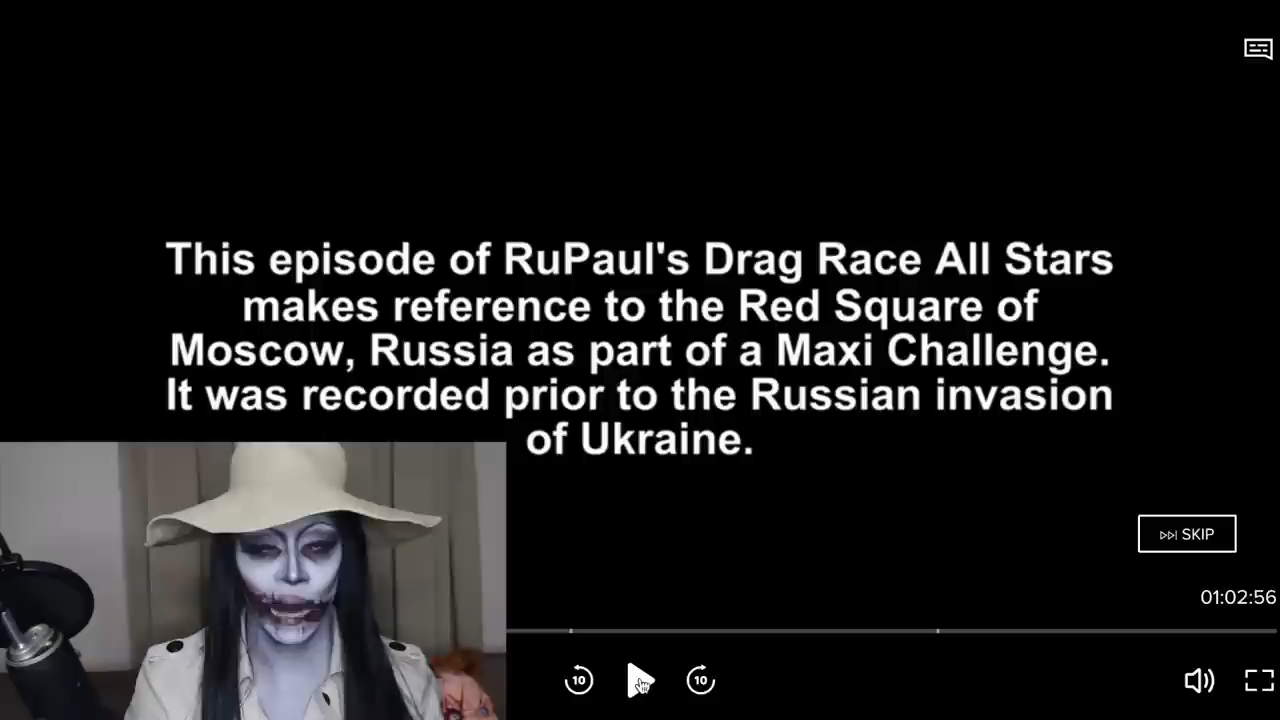 This episode of RuPaul's Drag Race All Stars
makes reference to the Red Square of
Moscow, Russia as part of a Maxi Challenge.
It was recorded prior to the Russian invasion
of Ukraine.
SKIP
01:02:56
10
10